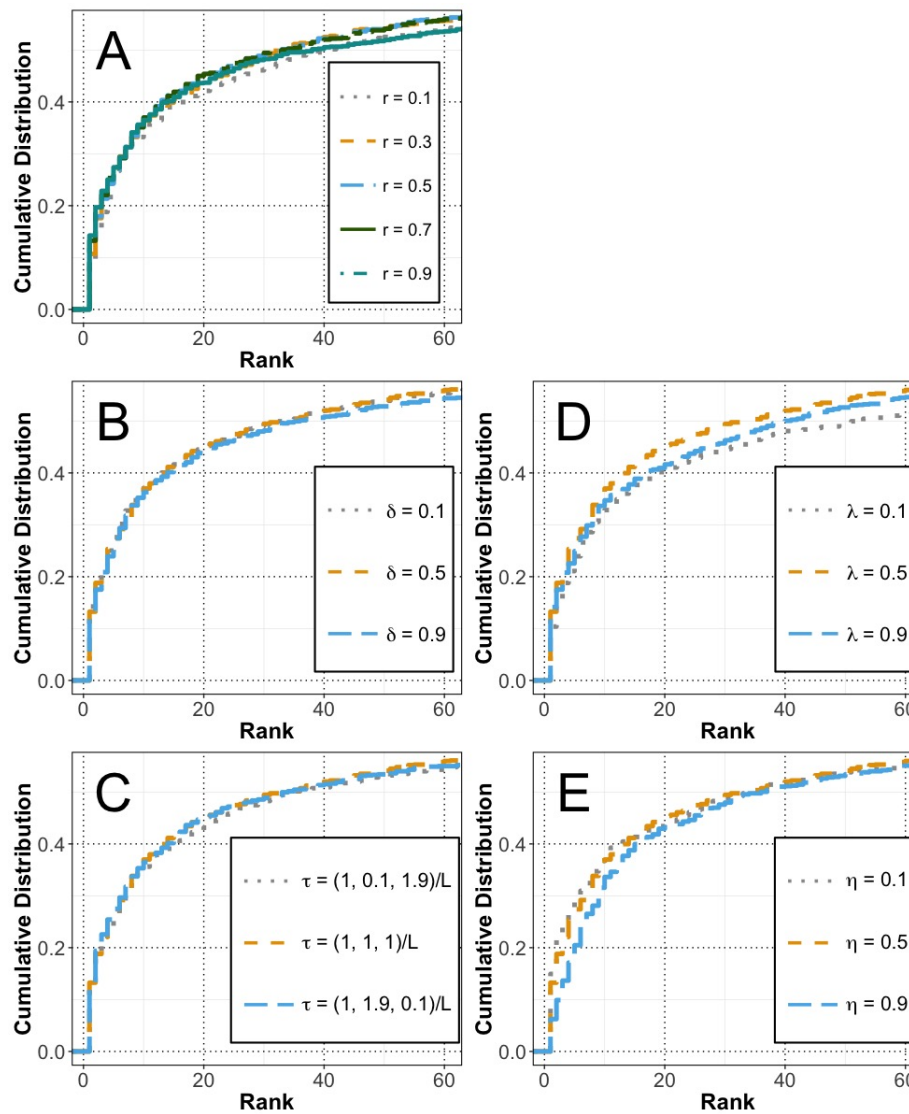 A
Cumulative Distribution
0.4
0.2
0.0
r = 0.1
r = 0.3
r = 0.5
r = 0.7
r = 0.9
0 20 40 60
Rank
B
Cumulative Distribution
0.4
0.2
0.0
δ = 0.1
δ = 0.5
δ = 0.9
0 20 40 60
Rank
D
Cumulative Distribution
0.4
0.2
0.0
λ = 0.1
λ = 0.5
λ = 0.9
0 20 40 60
Rank
C
Cumulative Distribution
0.4
0.2
0.0
τ = (1, 0.1, 1.9)/L
τ = (1, 1, 1)/L
τ = (1, 1.9, 0.1)/L
0 20 40 60
Rank
E
Cumulative Distribution
0.4
0.2
0.0
η = 0.1
η = 0.5
η = 0.9
0 20 40 60
Rank